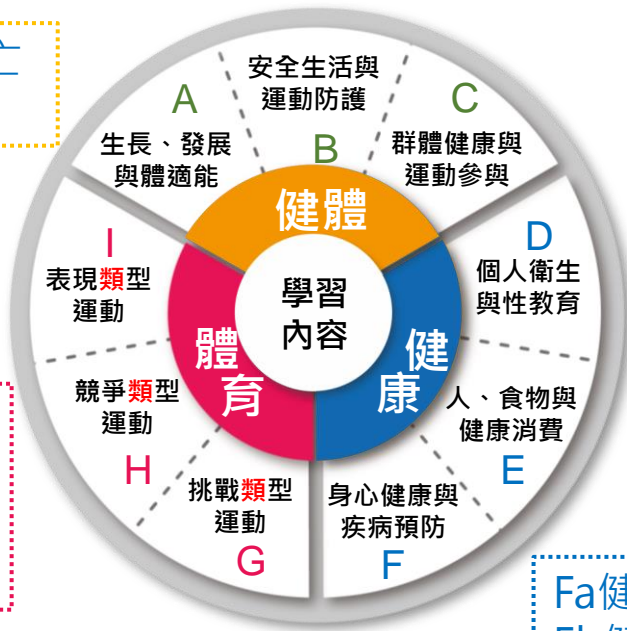 A
生長、發展
與體適能
安全生活與
運動防護
B
C
群體健康與
運動參與
健體
I
表現類型
運動
D
個人衛生
與性教育
學習
內容
體育
健康
競爭類型
運動
H
人、食物與
健康消費
E
挑戰類型
運動
G
身心健康與
疾病預防
F
Fa健